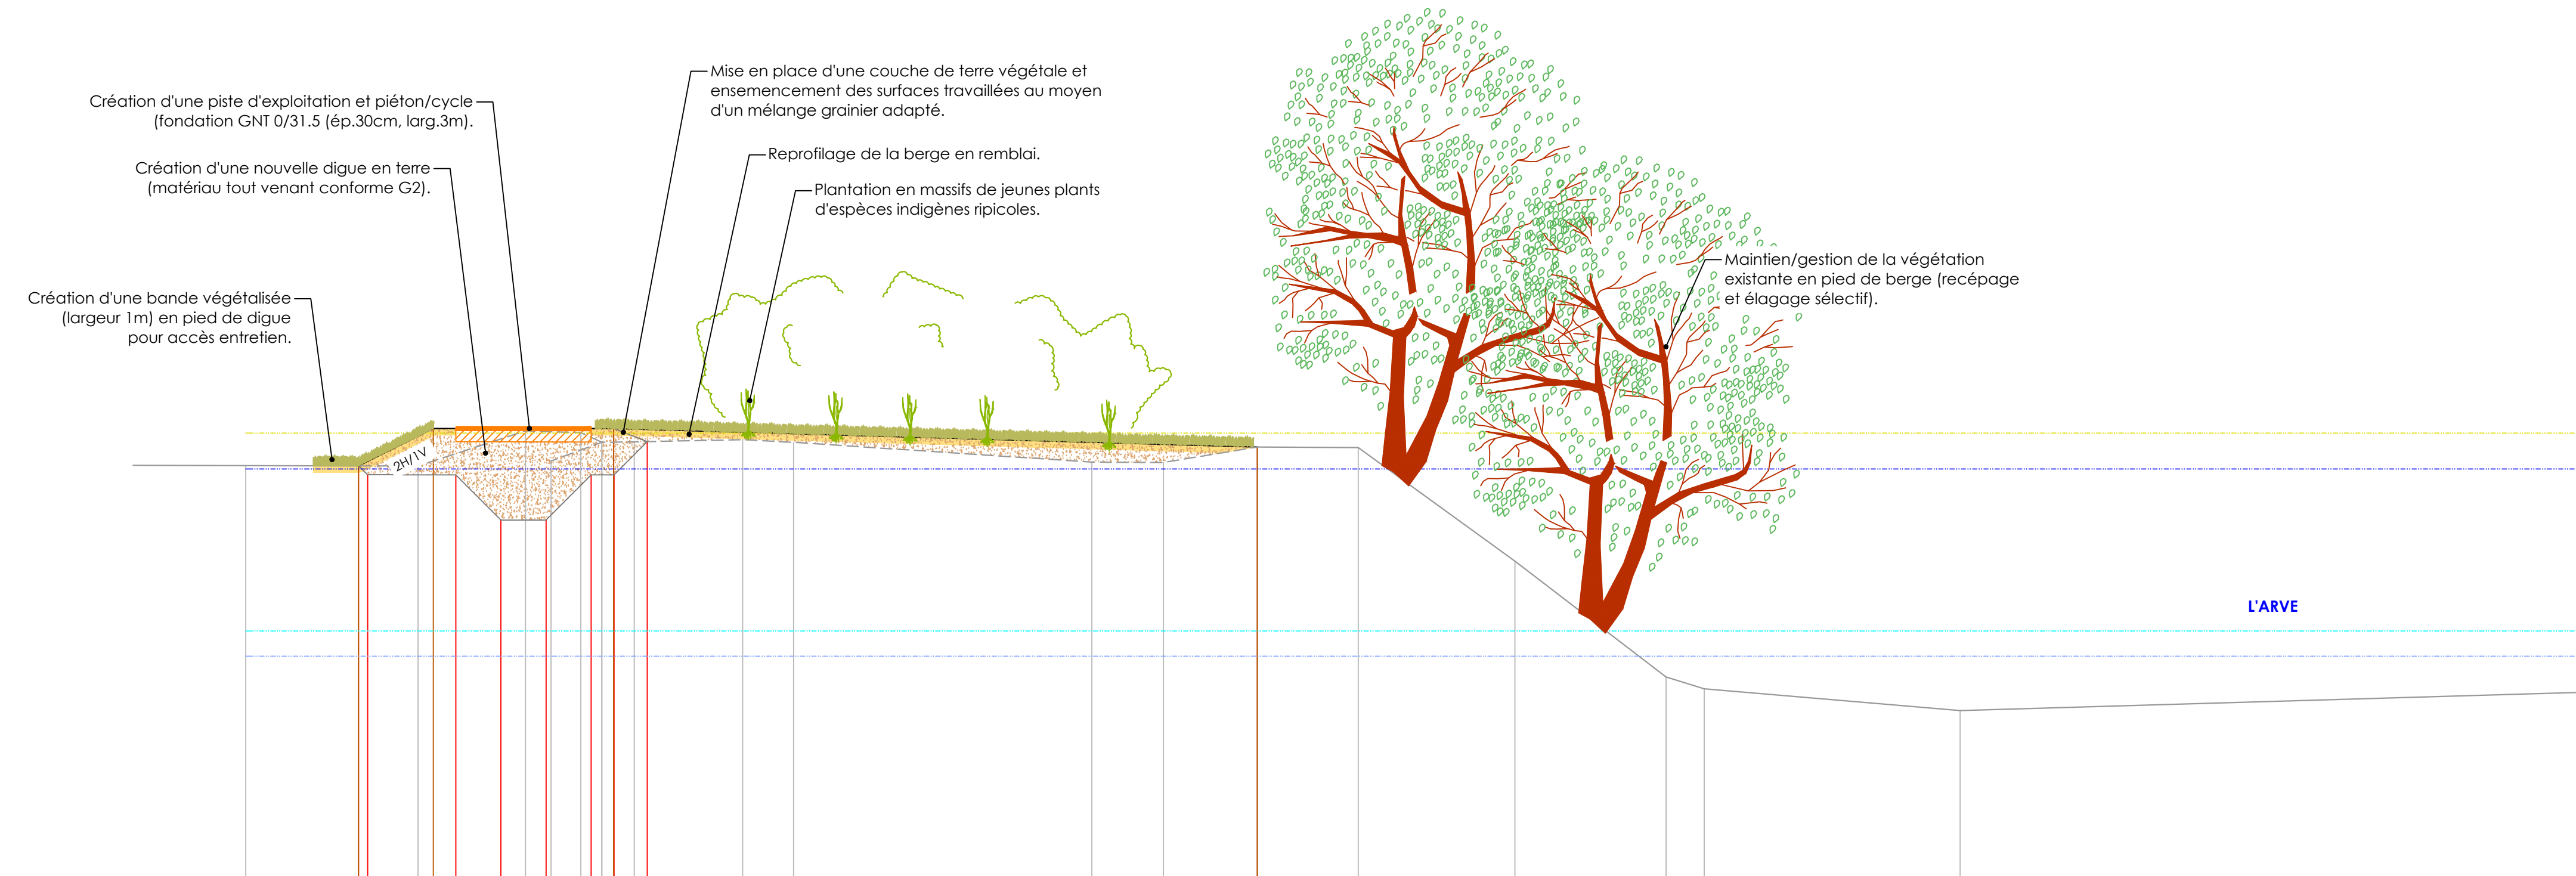 Création d'une piste d'exploitation et piéton/cycle
(fondation GNT 0/31.5 (ép.30cm, larg.3m).
Création d'une nouvelle digue en terre
(matériau tout venant conforme G2).
Création d'une bande végétalisée
(largeur 1m) en pied de digue
pour accès entretien.
Mise en place d'une couche de terre végétale et
ensemencement des surfaces travaillées au moyen
d'un mélange grainier adapté.
Reprofilage de la berge en remblai.
Plantation en massifs de jeunes plants
d'espèces indigènes ripicoles.
Maintien/gestion de la végétation
existante en pied de berge (recépage
et élagage sélectif).
2H/1V
L'ARVE